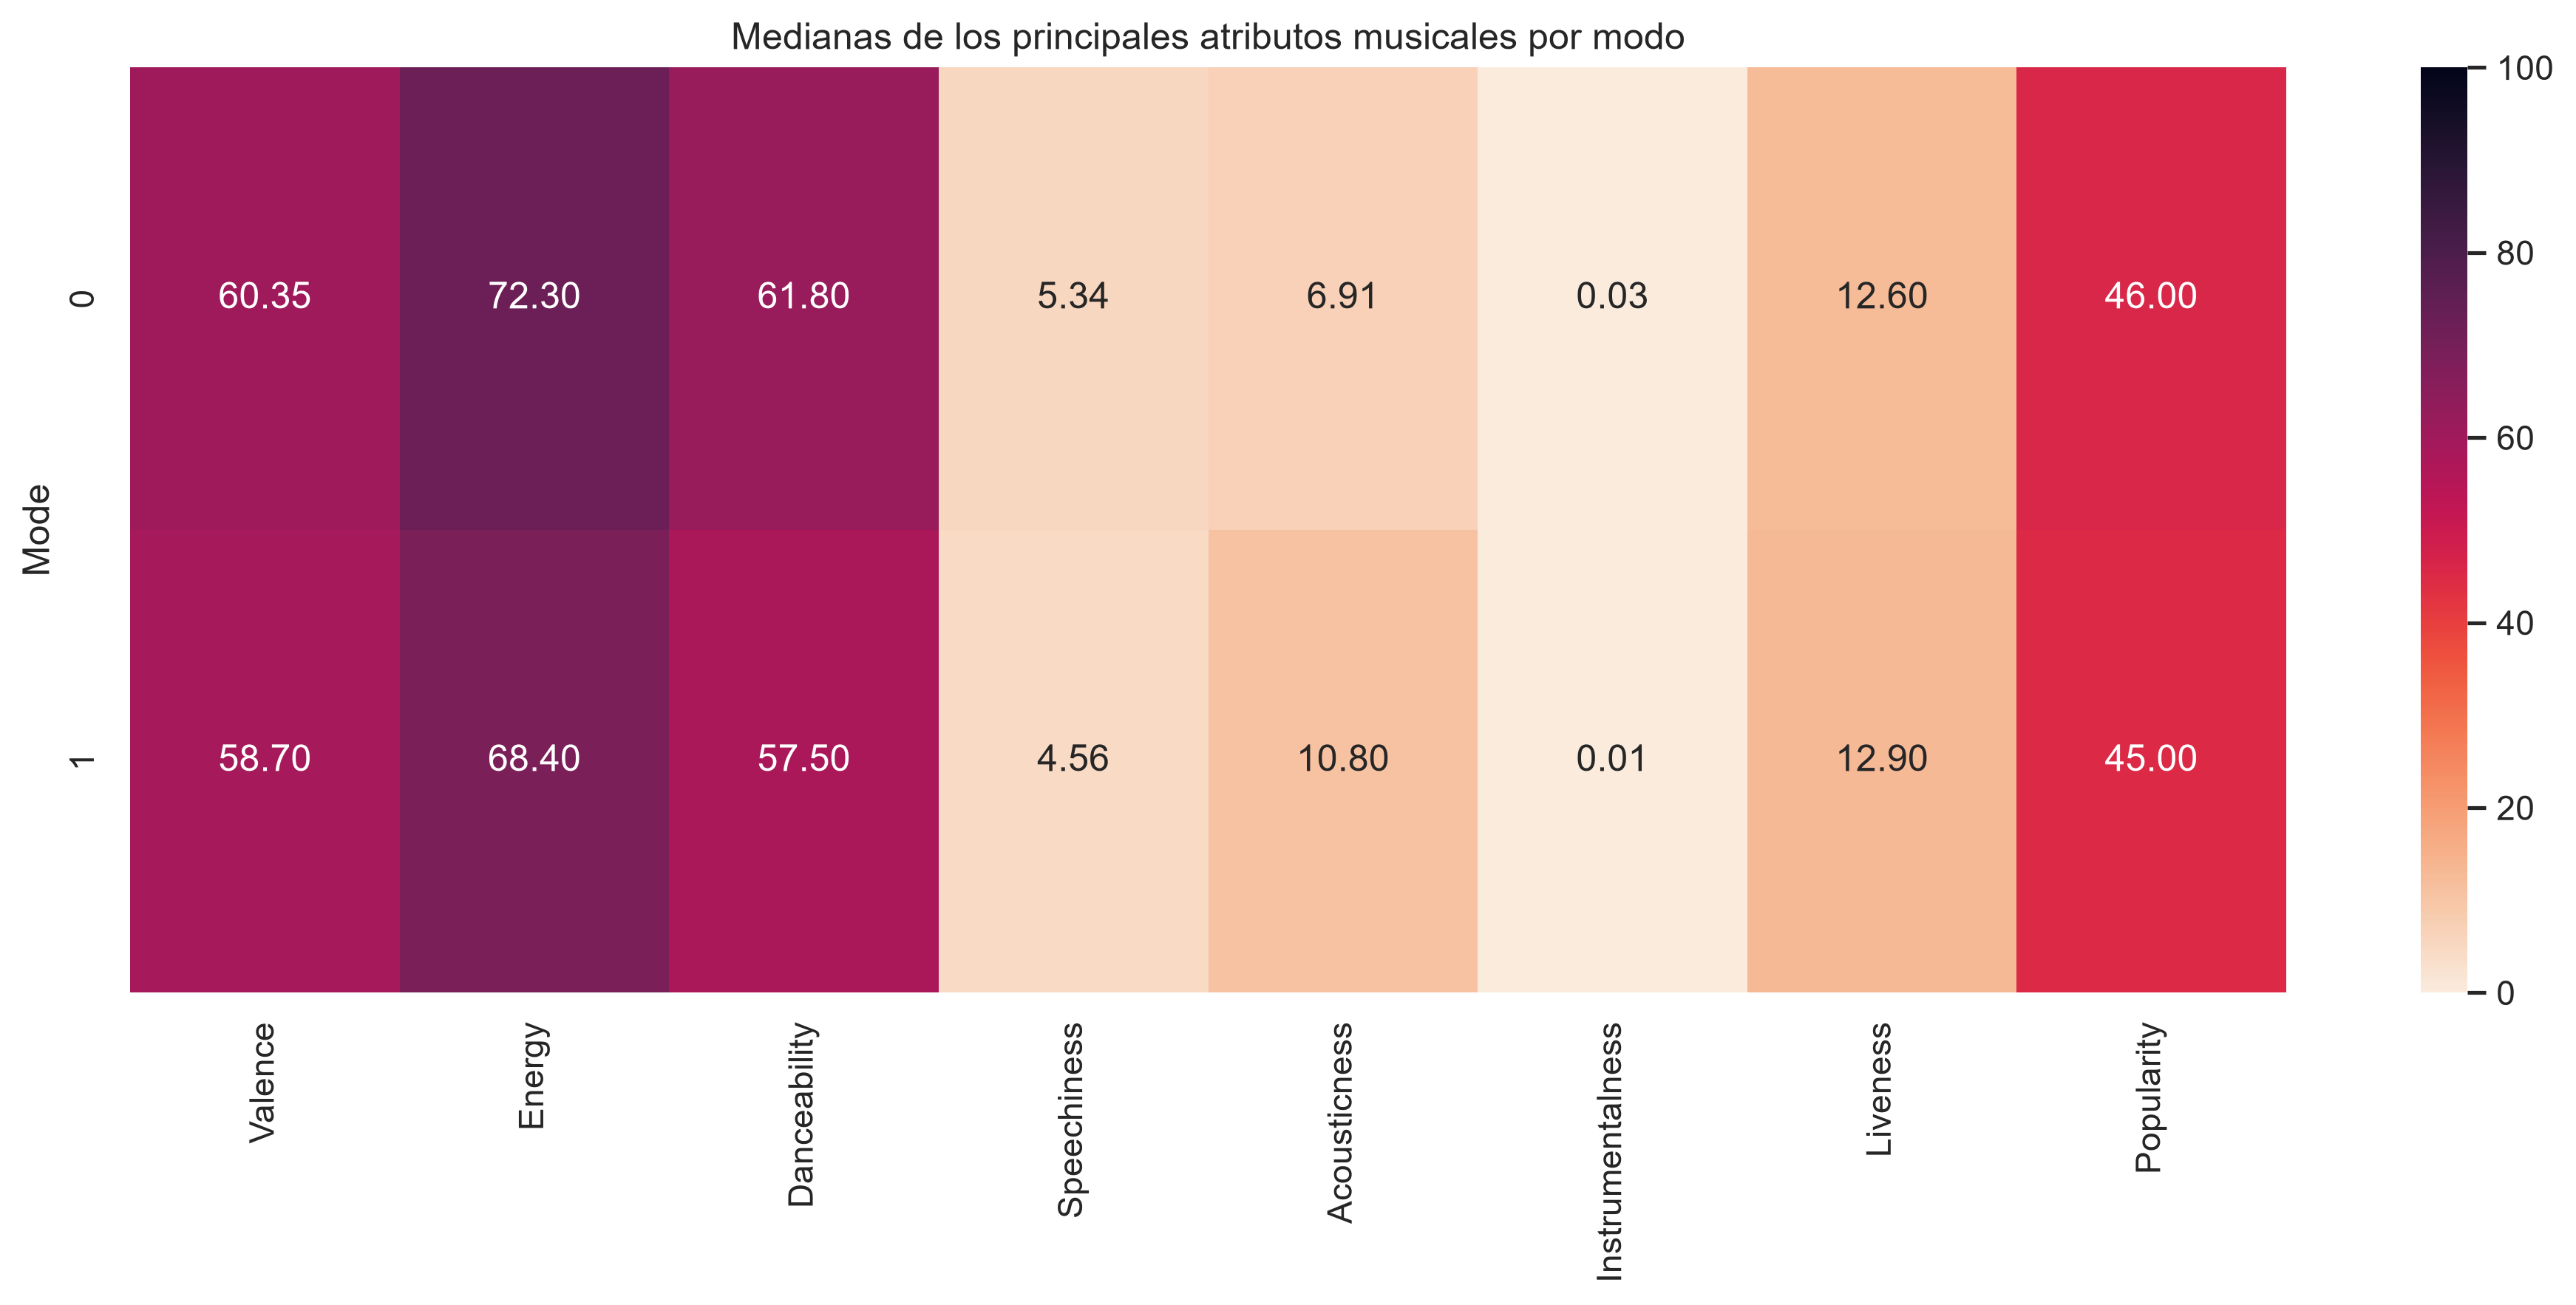 Medianas de los principales atributos musicales por modo
Mode
0
60.35 72.30 61.80 5.34 6.91 0.03 12.60 46.00
1
58.70 68.40 57.50 4.56 10.80 0.01 12.90 45.00
Valence Energy Danceability Speechiness Acousticness Instrumentalness Liveness Popularity
100
80
60
40
20
0